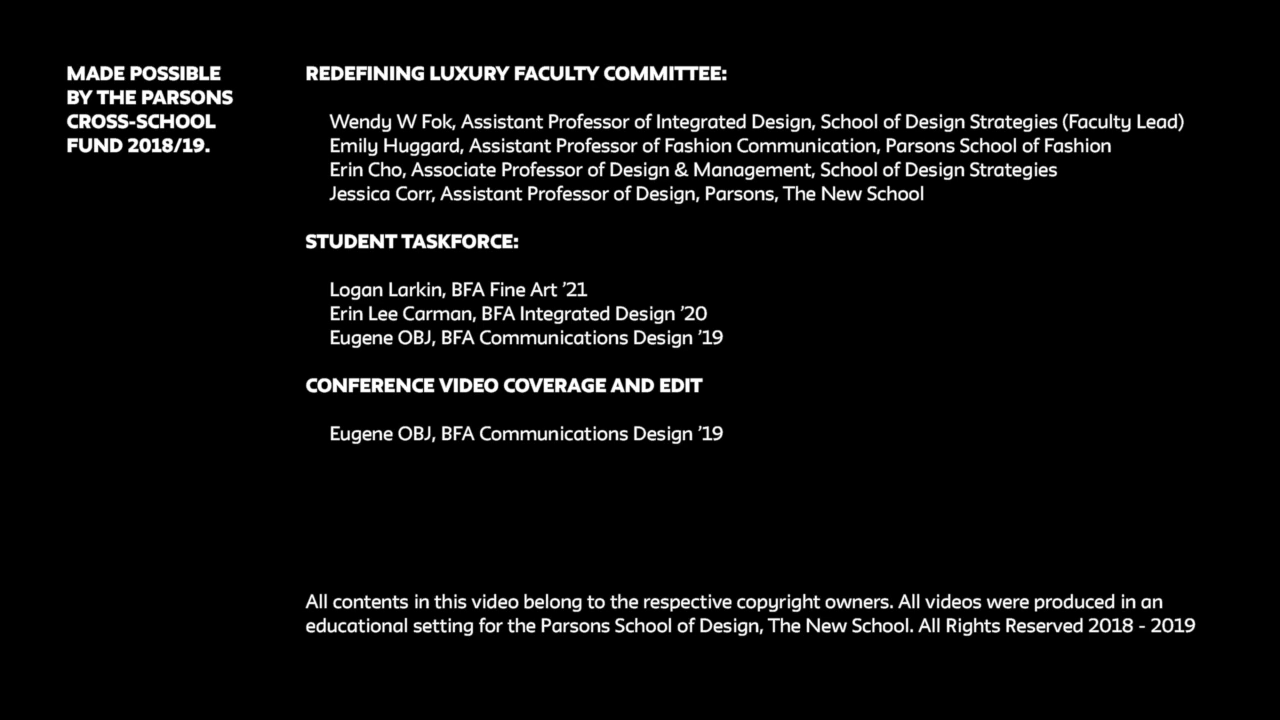 MADE POSSIBLE
BY THE PARSONS
CROSS-SCHOOL
FUND 2018/19.
REDEFINING LUXURY FACULTY COMMITTEE:
Wendy W Fok, Assistant Professor of Integrated Design, School of Design Strategies (Faculty Lead)
Emily Huggard, Assistant Professor of Fashion Communication, Parsons School of Fashion
Erin Cho, Associate Professor of Design & Management, School of Design Strategies
Jessica Corr, Assistant Professor of Design, Parsons, The New School
STUDENT TASKFORCE:
Logan Larkin, BFA Fine Art ’21
Erin Lee Carman, BFA Integrated Design ’20
Eugene OBJ, BFA Communications Design ’19
CONFERENCE VIDEO COVERAGE AND EDIT
Eugene OBJ, BFA Communications Design ’19
All contents in this video belong to the respective copyright owners. All videos were produced in an
educational setting for the Parsons School of Design, The New School. All Rights Reserved 2018 - 2019